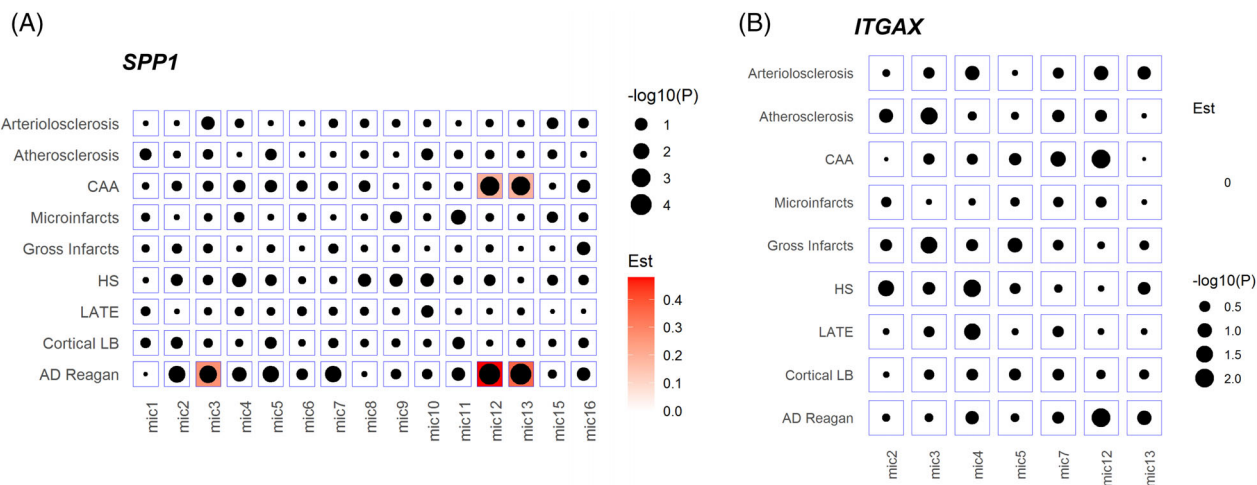 (A)
SPP1
Arteriolosclerosis
Atherosclerosis
CAA
Microinfarcts
Gross Infarcts
HS
LATE
Cortical LB
AD Reagan
mic1
mic2
mic3
mic4
mic5
mic6
mic7
mic8
mic9
mic10
mic11
mic12
mic13
mic15
mic16
-log10(P)
1
2
3
4
Est
0.4
0.3
0.2
0.1
0.0
(B)
ITGAX
Arteriolosclerosis
Atherosclerosis
CAA
Microinfarcts
Gross Infarcts
HS
LATE
Cortical LB
AD Reagan
mic2
mic3
mic4
mic5
mic7
mic12
mic13
Est
0
-log10(P)
0.5
1.0
1.5
2.0